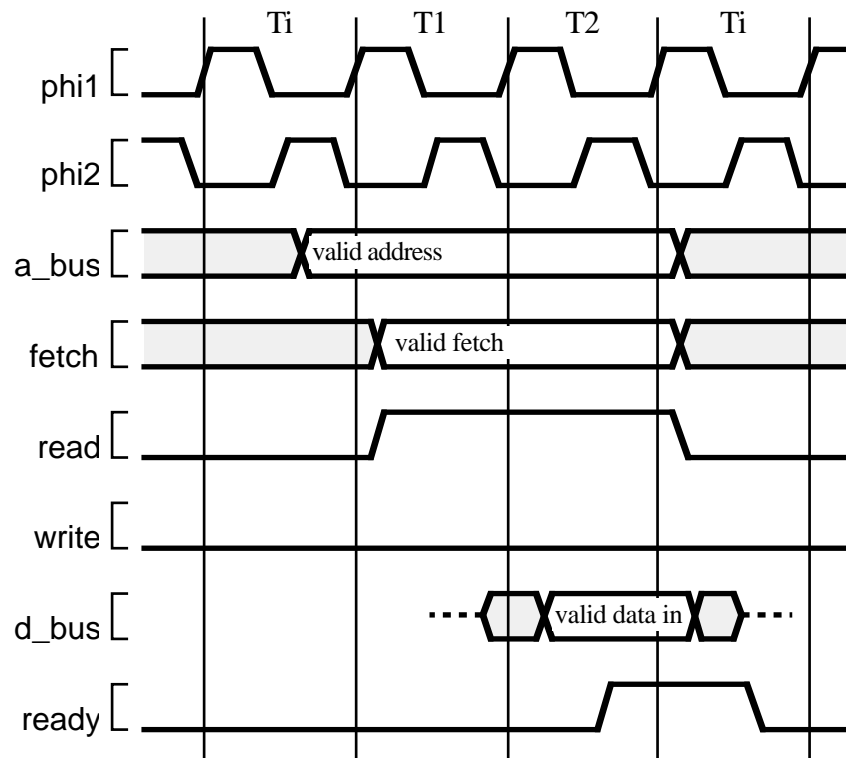 Ti T1 T2 Ti
phi1
phi2
a_bus valid address
fetch valid fetch
read
write
d_bus valid data in
ready